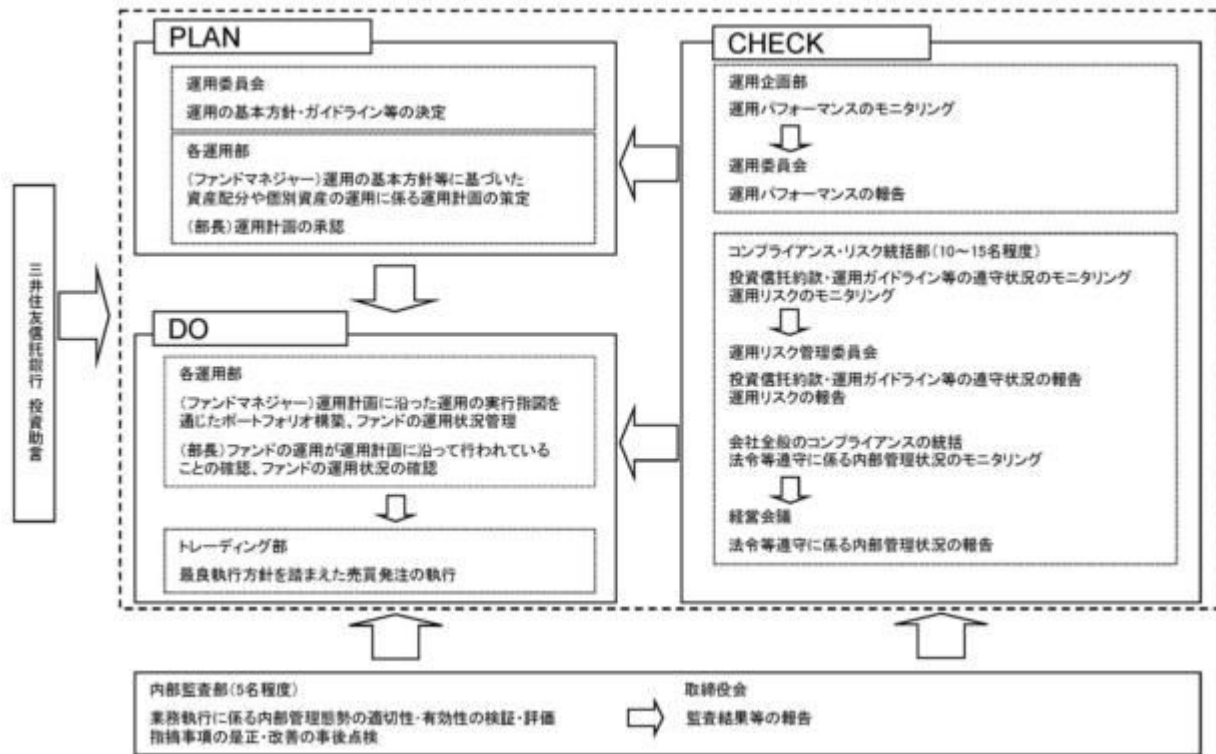 三井住友信託銀行 投資助言
PLAN
運用委員会
運用の基本方針・ガイドライン等の決定
各運用部
(ファンドマネジャー)運用の基本方針等に基づいた
資産配分や個別資産の運用に係る運用計画の策定
(部長)運用計画の承認
DO
各運用部
(ファンドマネジャー)運用計画に沿った運用の実行指図を
通じたポートフォリオ構築、ファンドの運用状況管理
(部長)ファンドの運用が運用計画に沿って行われている
ことの確認、ファンドの運用状況の確認
トレーディング部
最良執行方針を踏まえた売買発注の執行
CHECK
運用企画部
運用パフォーマンスのモニタリング
運用委員会
運用パフォーマンスの報告
コンプライアンス・リスク統括部(10~15名程度)
投資信託約款・運用ガイドライン等の遵守状況のモニタリング
運用リスクのモニタリング
運用リスク管理委員会
投資信託約款・運用ガイドライン等の遵守状況の報告
運用リスクの報告
会社全般のコンプライアンスの統括
法令等遵守に係る内部管理状況のモニタリング
経営会議
法令等遵守に係る内部管理状況の報告
内部監査部(5名程度)
業務執行に係る内部管理態勢の適切性・有効性の検証・評価
指摘事項の是正・改善の事後点検
取締役会
監査結果等の報告